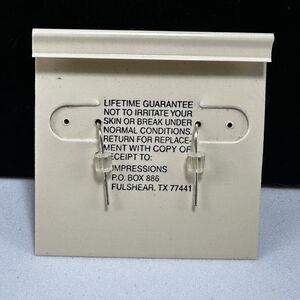 LIFETIME GUARANTEE
NOT TO IRRITATE YOUR
SKIN OR BREAK UNDER
NORMAL CONDITIONS.
RETURN FOR REPLACE-
MENT WITH COPY OF
RECEIPT TO:
IMPRESSIONS
P.O. BOX 886
FULSHEAR, TX 77441